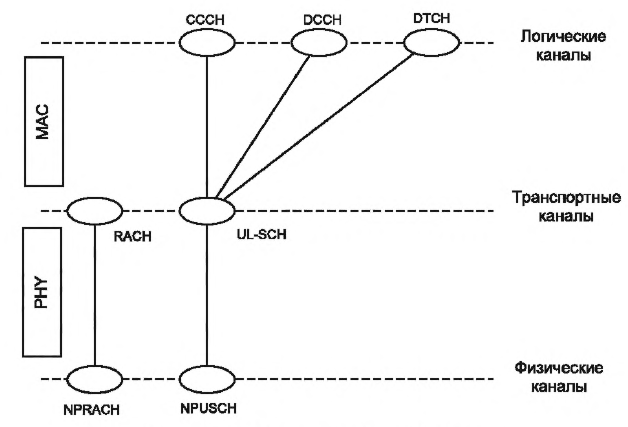 CCCH DCCH DTCH
Логические
каналы
MAC
Транспортные
каналы
RACH UL-SCH
PHY
Физические
каналы
NPRACH NPUSCH